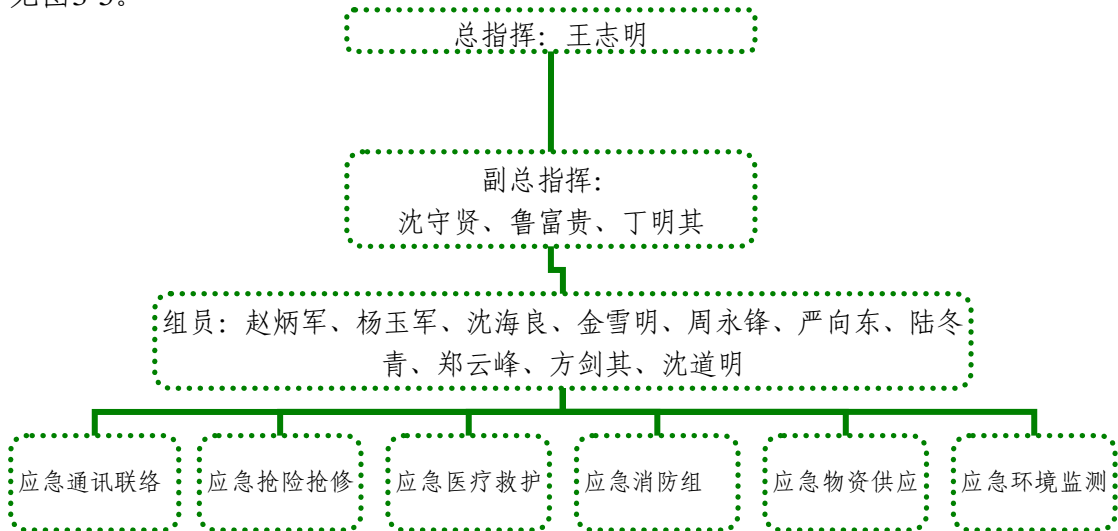 见图3-3。
总指挥：王志明
副总指挥：
沈守贤、鲁富贵、丁明其
组员：赵炳军、杨玉军、沈海良、金雪明、周永锋、严向东、陆冬
青、郑云峰、方剑其、沈道明
应急通讯联络
应急抢险抢修
应急医疗救护
应急消防组
应急物资供应
应急环境监测